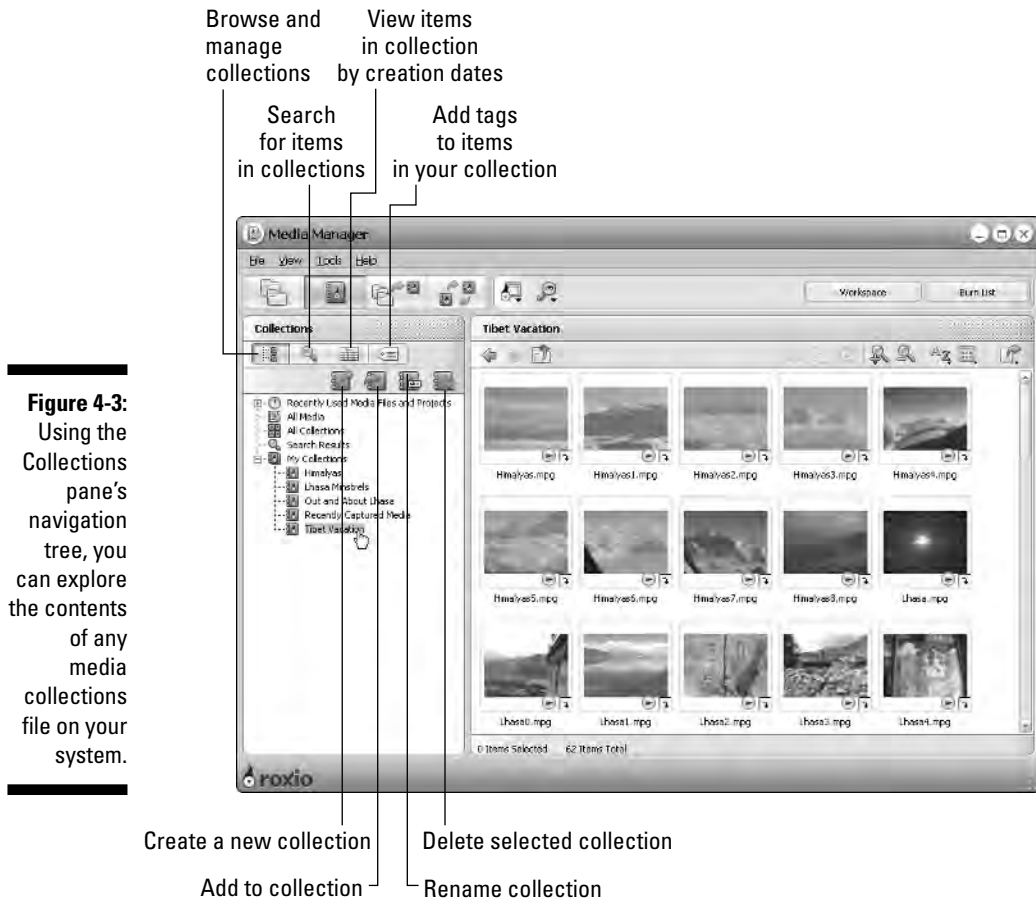 Browse and
manage
collections
View items
in collection
by creation dates
Search
for items
in collections
Add tags
to items
in your collection
Media Manager
File View Tools Help
Workspace
Burn List
Collections
Tibet Vacation
Recently Used Media Files and Projects
All Media
All Collections
Search Results
My Collections
Himalyas
Lhasa Minstrels
Out and About Lhasa
Recently Captured Media
Tibet Vacation
Himalyas.mpg Himalyas1.mpg Himalyas2.mpg Himalyas3.mpg Himalyas4.mpg
Himalyas5.mpg Himalyas6.mpg Himalyas7.mpg Himalyas8.mpg Lhasa.mpg
Lhasa0.mpg Lhasa1.mpg Lhasa2.mpg Lhasa3.mpg Lhasa4.mpg
0 Items Selected 62 Items Total
roxio
Figure 4-3:
Using the
Collections
pane's
navigation
tree, you
can explore
the contents
of any
media
collections
file on your
system.
Create a new collection
Delete selected collection
Add to collection
Rename collection